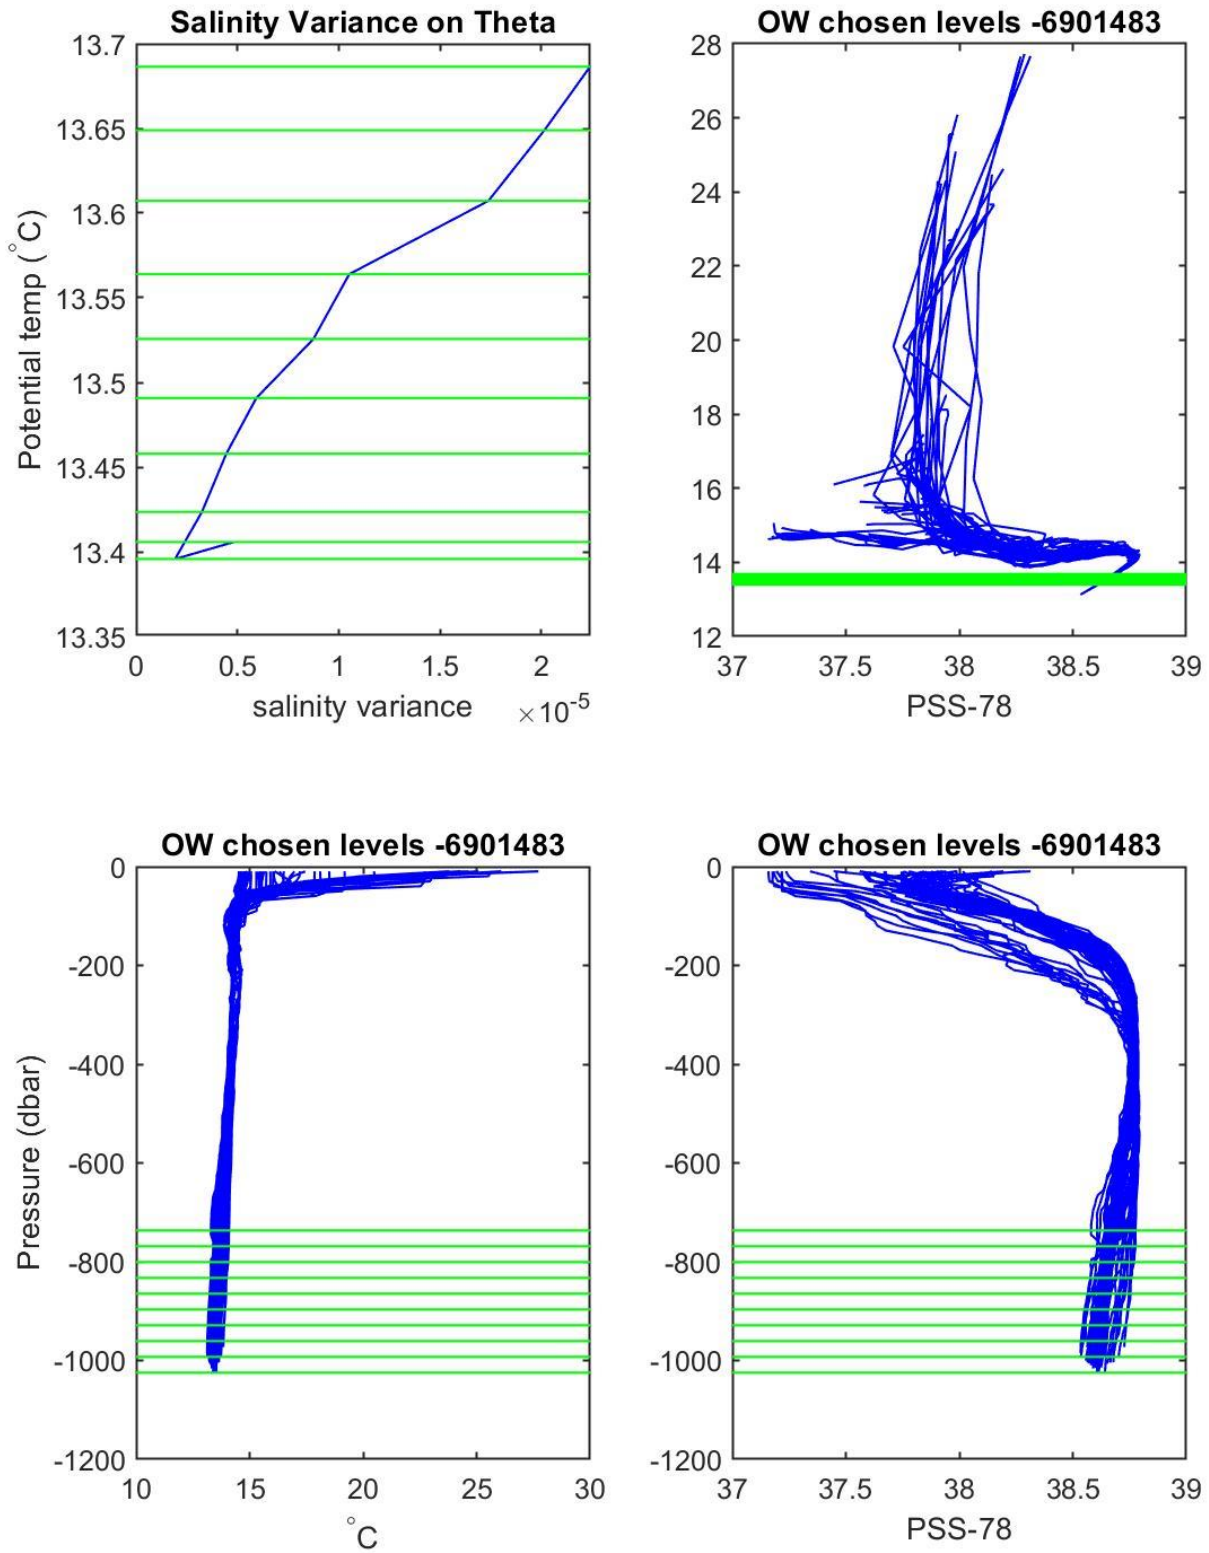 Salinity Variance on Theta
13.7
13.65
13.6
13.55
13.5
13.45
13.4
13.35
Potential temp (°C)
0 0.5 1 1.5 2
salinity variance ×10-5
OW chosen levels -6901483
28
26
24
22
20
18
16
14
12
37 37.5 38 38.5 39
PSS-78
OW chosen levels -6901483
0
-200
-400
-600
-800
-1000
-1200
Pressure (dbar)
10 15 20 25 30
°C
OW chosen levels -6901483
0
-200
-400
-600
-800
-1000
-1200
37 37.5 38 38.5 39
PSS-78